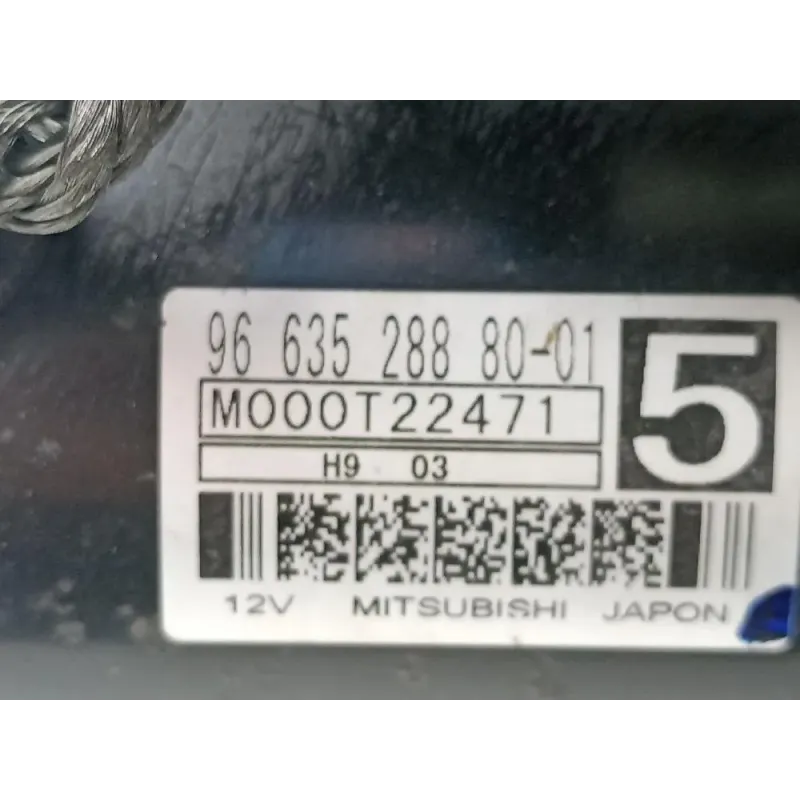 96 635 288 80-01
5
M000T22471
H9 03
12V MITSUBISHI JAPON